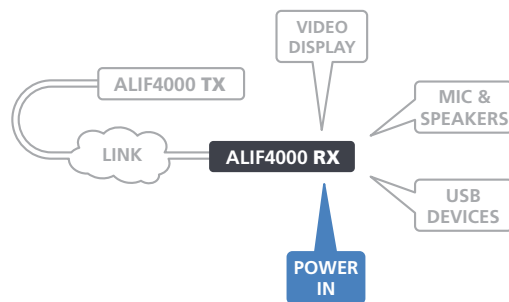 VIDEO
DISPLAY
ALIF4000 TX
MIC &
SPEAKERS
LINK
ALIF4000 RX
USB
DEVICES
POWER
IN